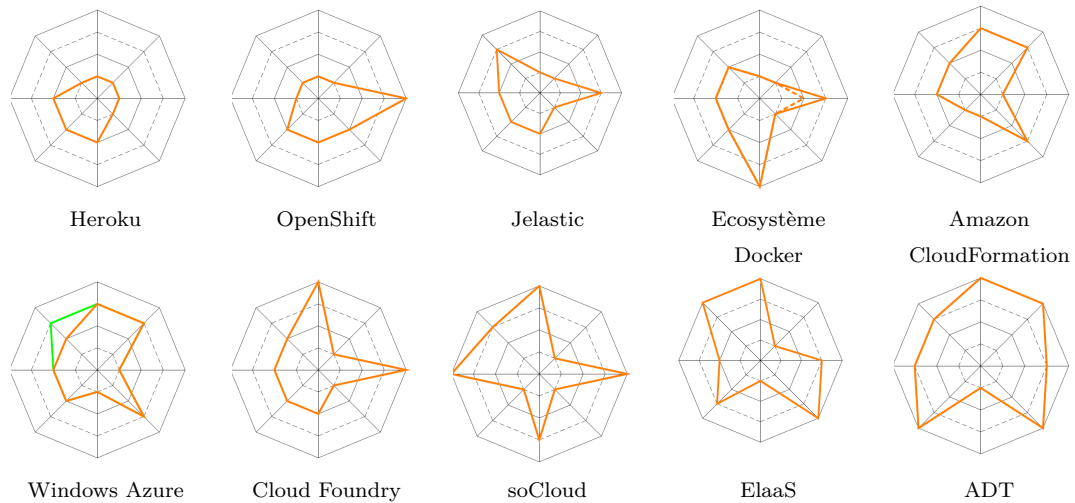 Heroku
OpenShift
Jelastic
Ecosystème
Docker
Amazon
CloudFormation
Windows Azure
Cloud Foundry
soCloud
ElaaS
ADT